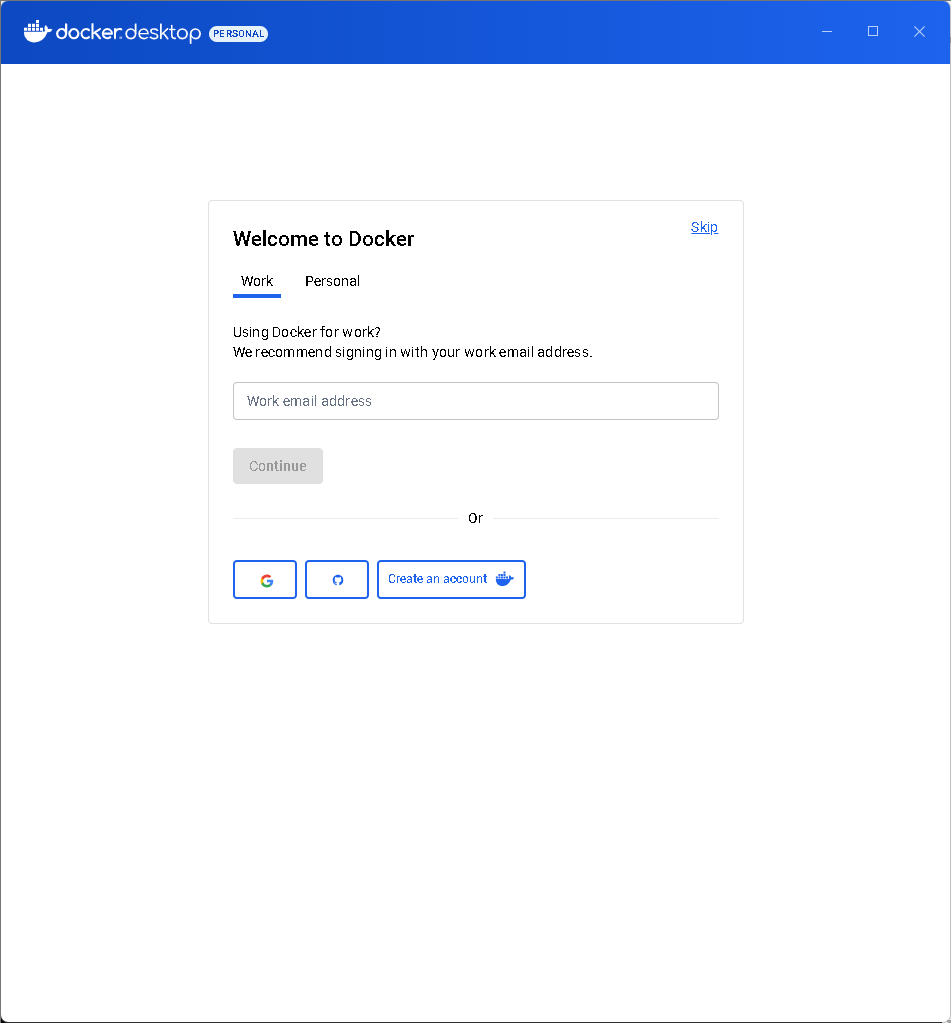 docker.desktop PERSONAL
Skip
Welcome to Docker
Work Personal
Using Docker for work?
We recommend signing in with your work email address.
Work email address
Continue
Or
Create an account